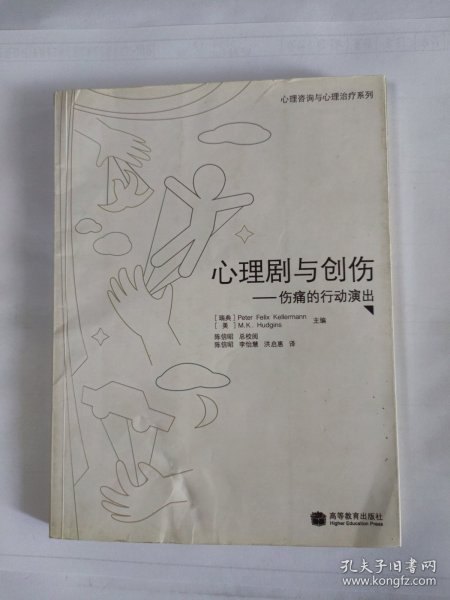 心理咨询与心理治疗系列
心理剧与创伤
——伤痛的行动演出
[瑞典] Peter Felix Kellermann
[ 美 ] M.K. Hudgins
主编
陈信昭 总校阅
陈信昭 李怡慧 洪启惠 译
高等教育出版社
Higher Education Press
孔夫子旧书网
www.kongfz.com